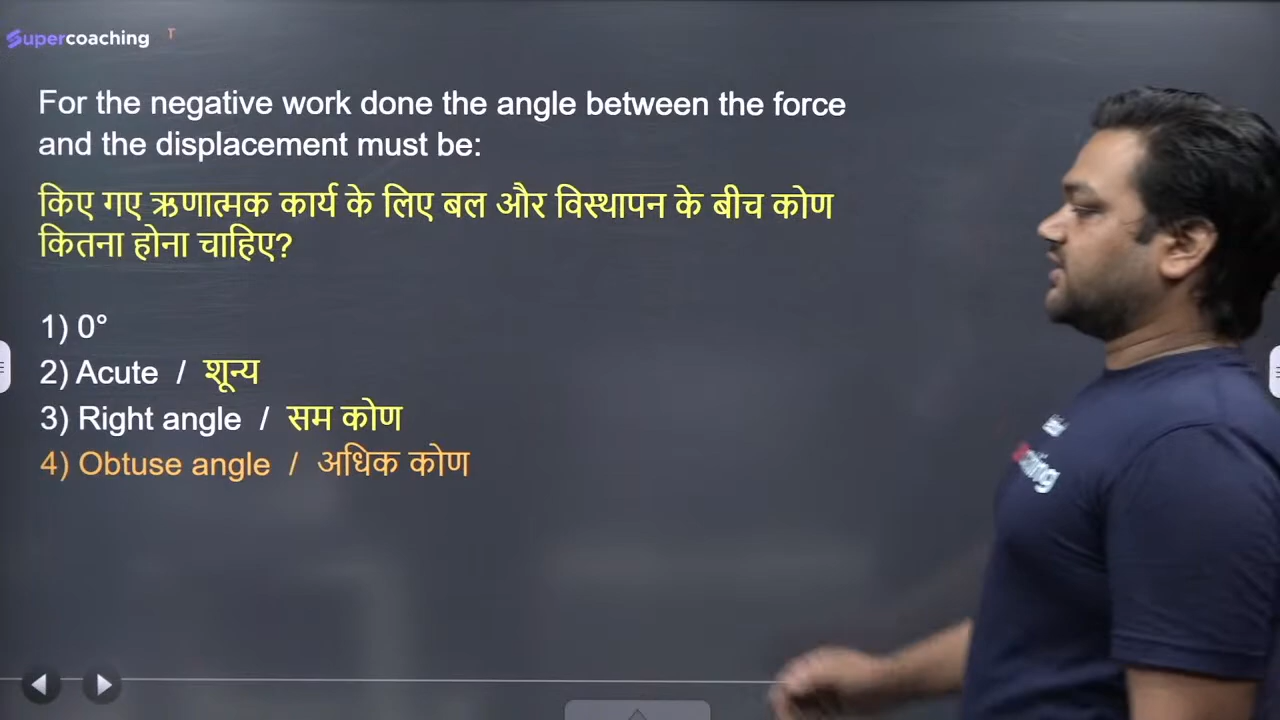 Supercoaching
For the negative work done the angle between the force
and the displacement must be:
किए गए ऋणात्मक कार्य के लिए बल और विस्थापन के बीच कोण
कितना होना चाहिए?
1) 0°
2) Acute / शून्य
3) Right angle / सम कोण
4) Obtuse angle / अधिक कोण